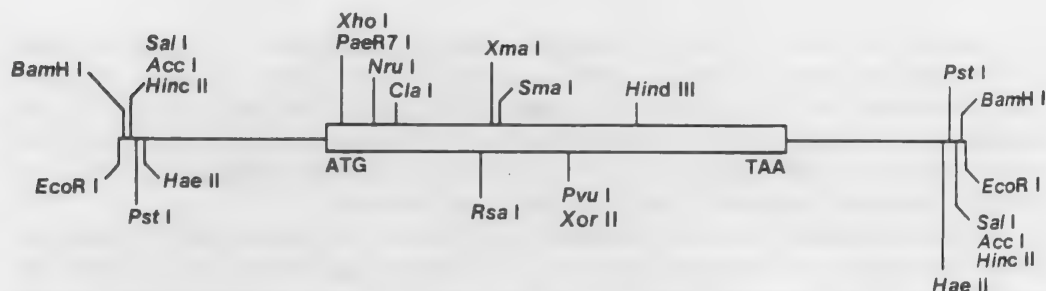 Sal I
Acc I
Hinc II
BamH I
EcoR I
Pst I
Hae II
Xho I
PaeR7 I
Nru I
Cla I
Xma I
Sma I
Hind III
ATG
TAA
Rsa I
Pvu I
Xor II
Pst I
BamH I
EcoR I
Sal I
Acc I
Hinc II
Hae II